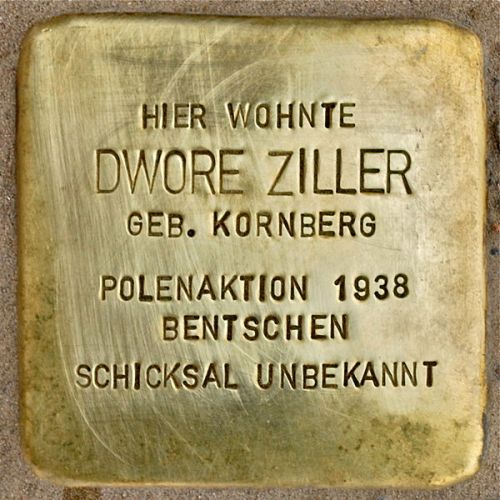 HIER WOHNTE
DWORE ZILLER
GEB. KORNBERG
POLENAKTION 1938
BENTSCHEN
SCHICKSAL UNBEKANNT